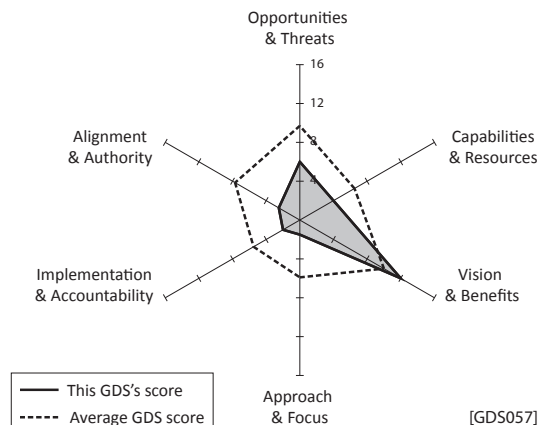 Opportunities
& Threats
16
12
8
4
Alignment
& Authority
Capabilities
& Resources
Implementation
& Accountability
Vision
& Benefits
This GDS's score
Average GDS score
Approach
& Focus
[GDS057]